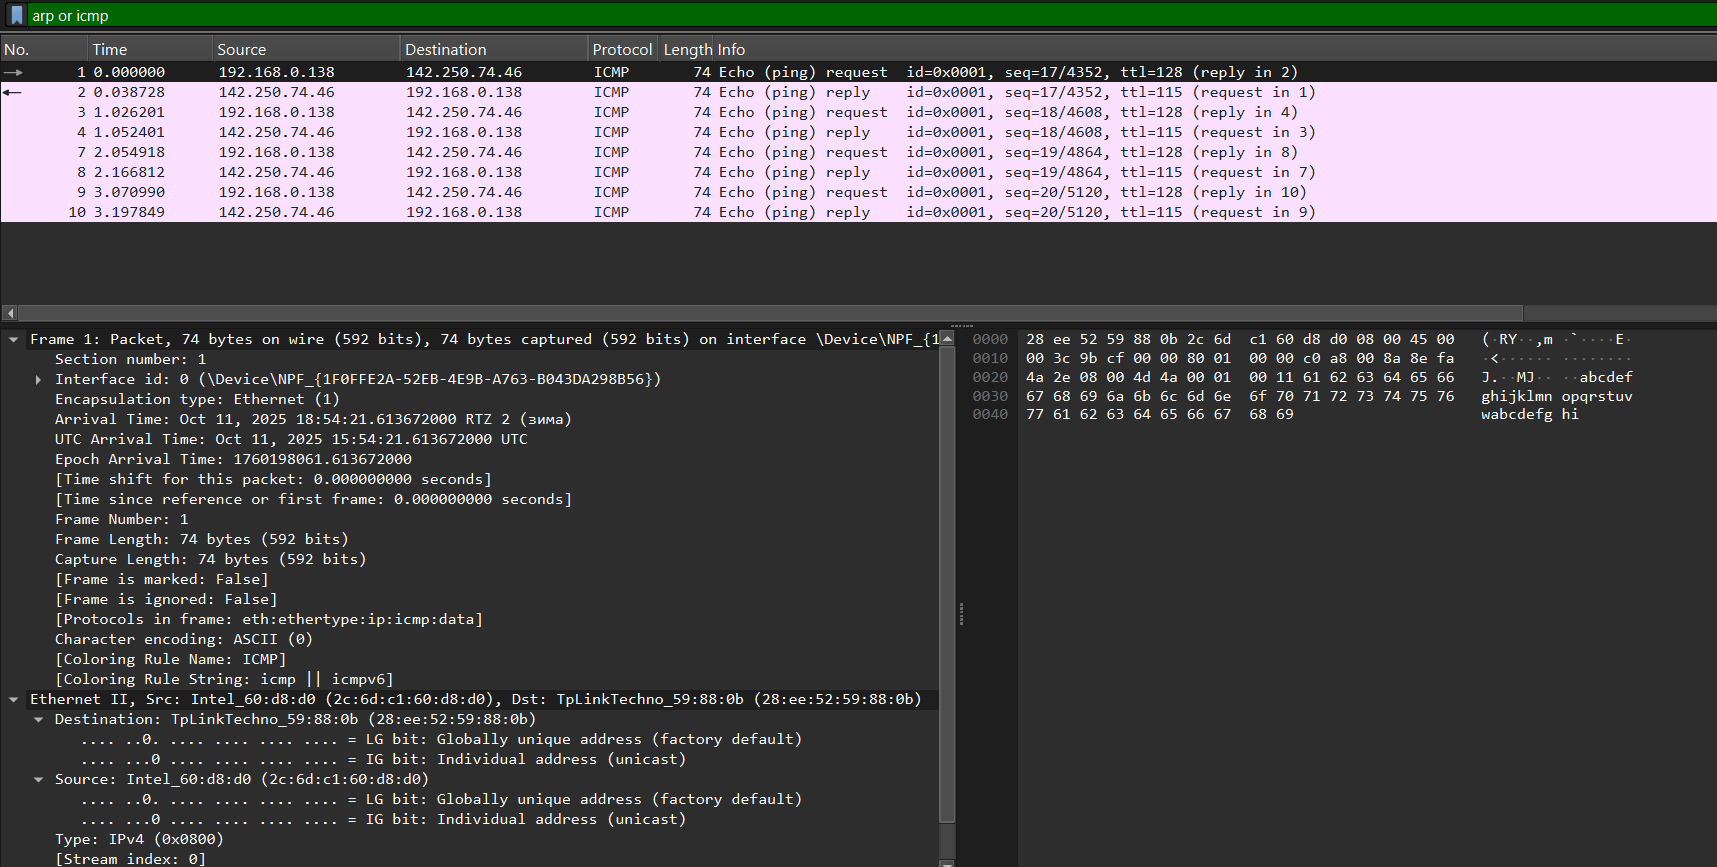 arp or icmp
No. Time Source Destination Protocol Length Info
1 0.000000 192.168.0.138 142.250.74.46 ICMP 74 Echo (ping) request id=0x0001, seq=17/4352, ttl=128 (reply in 2)
2 0.038728 142.250.74.46 192.168.0.138 ICMP 74 Echo (ping) reply id=0x0001, seq=17/4352, ttl=115 (request in 1)
3 1.026201 192.168.0.138 142.250.74.46 ICMP 74 Echo (ping) request id=0x0001, seq=18/4608, ttl=128 (reply in 4)
4 1.052401 142.250.74.46 192.168.0.138 ICMP 74 Echo (ping) reply id=0x0001, seq=18/4608, ttl=115 (request in 3)
7 2.054918 192.168.0.138 142.250.74.46 ICMP 74 Echo (ping) request id=0x0001, seq=19/4864, ttl=128 (reply in 8)
8 2.166812 142.250.74.46 192.168.0.138 ICMP 74 Echo (ping) reply id=0x0001, seq=19/4864, ttl=115 (request in 7)
9 3.070990 192.168.0.138 142.250.74.46 ICMP 74 Echo (ping) request id=0x0001, seq=20/5120, ttl=128 (reply in 10)
10 3.197849 142.250.74.46 192.168.0.138 ICMP 74 Echo (ping) reply id=0x0001, seq=20/5120, ttl=115 (request in 9)
Frame 1: Packet, 74 bytes on wire (592 bits), 74 bytes captured (592 bits) on interface \Device\NPF_{1
Section number: 1
Interface id: 0 (\Device\NPF_{1F0FFE2A-52EB-4E9B-A763-B043DA298B56})
Encapsulation type: Ethernet (1)
Arrival Time: Oct 11, 2025 18:54:21.613672000 RTZ 2 (зима)
UTC Arrival Time: Oct 11, 2025 15:54:21.613672000 UTC
Epoch Arrival Time: 1760198061.613672000
[Time shift for this packet: 0.000000000 seconds]
[Time since reference or first frame: 0.000000000 seconds]
Frame Number: 1
Frame Length: 74 bytes (592 bits)
Capture Length: 74 bytes (592 bits)
[Frame is marked: False]
[Frame is ignored: False]
[Protocols in frame: eth:ethertype:ip:icmp:data]
Character encoding: ASCII (0)
[Coloring Rule Name: ICMP]
[Coloring Rule String: icmp || icmpv6]
Ethernet II, Src: Intel_60:d8:d0 (2c:6d:c1:60:d8:d0), Dst: TpLinkTechno_59:88:0b (28:ee:52:59:88:0b)
Destination: TpLinkTechno_59:88:0b (28:ee:52:59:88:0b)
.... ..0. .... .... .... .... = LG bit: Globally unique address (factory default)
.... ...0 .... .... .... .... = IG bit: Individual address (unicast)
Source: Intel_60:d8:d0 (2c:6d:c1:60:d8:d0)
.... ..0. .... .... .... .... = LG bit: Globally unique address (factory default)
.... ...0 .... .... .... .... = IG bit: Individual address (unicast)
Type: IPv4 (0x0800)
[Stream index: 0]
0000 28 ee 52 59 88 0b 2c 6d c1 60 d8 d0 08 00 45 00 (·RY··,m ·`····E·
0010 00 3c 9b cf 00 00 80 01 00 00 c0 a8 00 8a 8e fa ·<······ ········
0020 4a 2e 08 00 4d 4a 00 01 00 11 61 62 63 64 65 66 J.··MJ·· ··abcdef
0030 67 68 69 6a 6b 6c 6d 6e 6f 70 71 72 73 74 75 76 ghijklmn opqrstuv
0040 77 61 62 63 64 65 66 67 68 69 wabcdefg hi